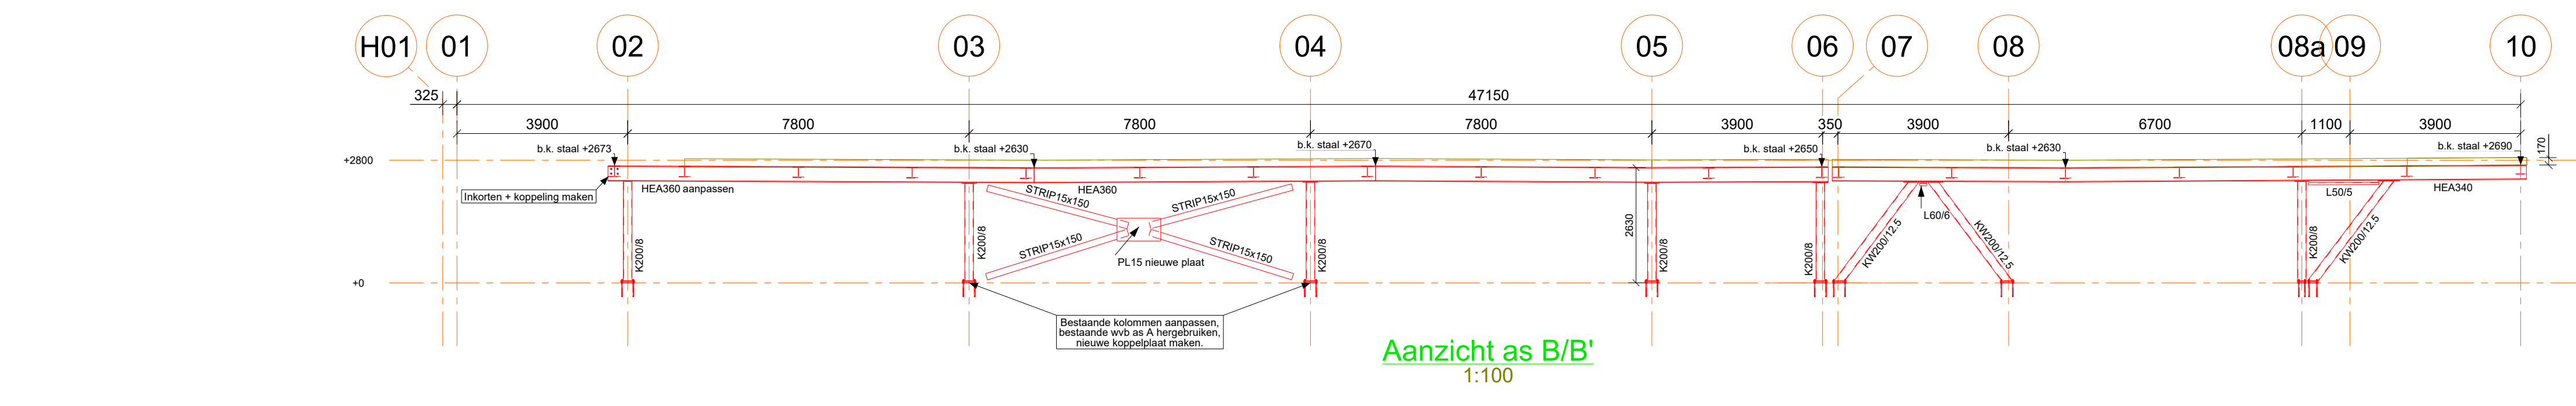 H01 01 02 03 04 05 06 07 08 08a 09 10
325 47150
3900 7800 7800 7800 3900 350 3900 6700 1100 3900
170
+2800
b.k. staal +2673
b.k. staal +2630
b.k. staal +2670
b.k. staal +2650
b.k. staal +2630
b.k. staal +2690
Inkorten + koppeling maken
HEA360 aanpassen
HEA360
HEA340
STRIP15x150
STRIP15x150
STRIP15x150
STRIP15x150
PL15 nieuwe plaat
K200/8
K200/8
K200/8
2630
K200/8
K200/8
KW200/12.5
L60/6
KW200/12.5
K200/8
L50/5
KW200/12.5
+0
Bestaande kolommen aanpassen,
bestaande wvb as A hergebruiken,
nieuwe koppelplaat maken.
Aanzicht as B/B'
1:100